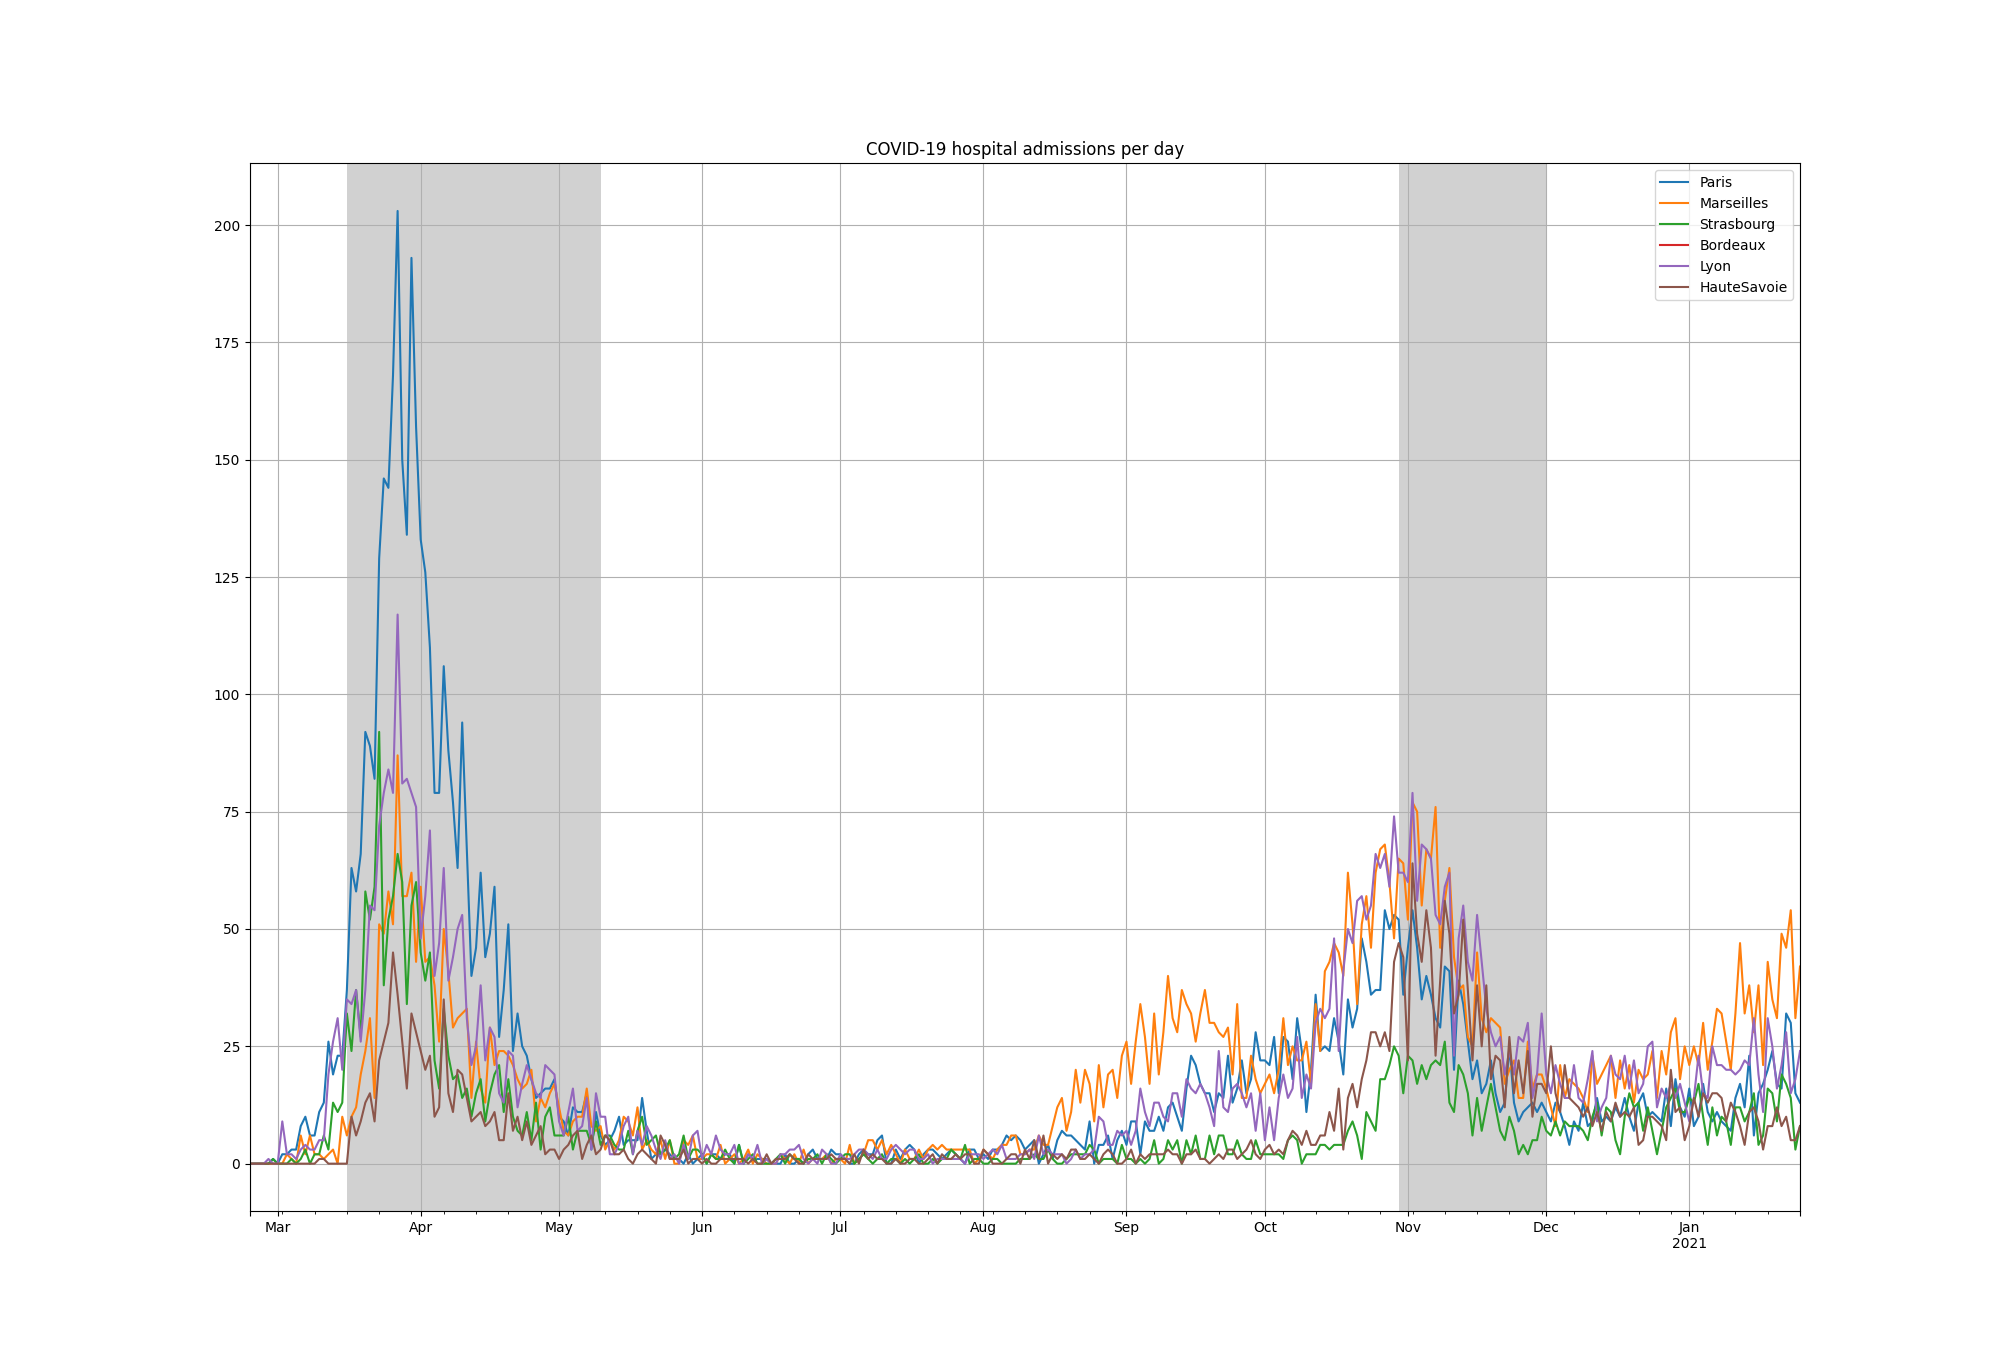 COVID-19 hospital admissions per day
Paris
Marseilles
Strasbourg
Bordeaux
Lyon
HauteSavoie
200
175
150
125
100
75
50
25
0
Mar Apr May Jun Jul Aug Sep Oct Nov Dec Jan
2021